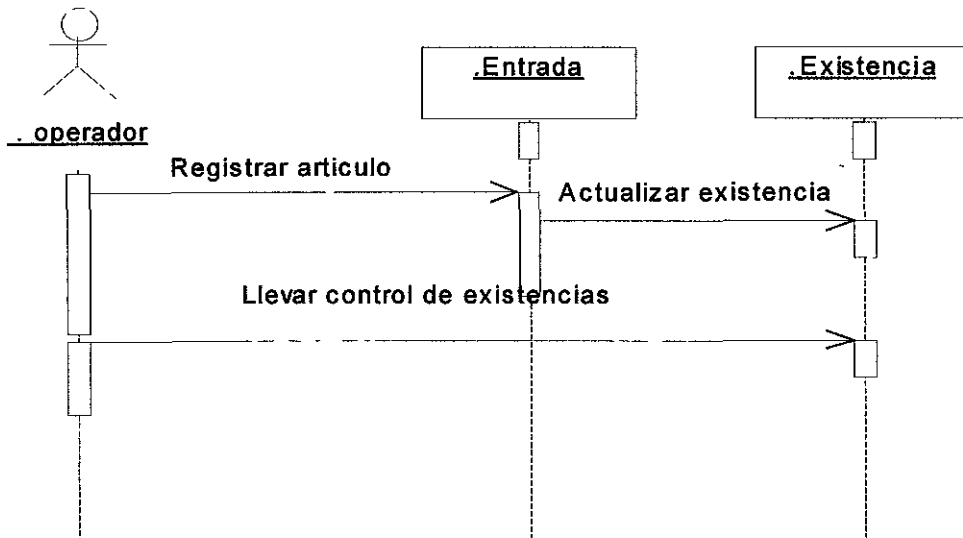 .Entrada
.Existencia
. operador
Registrar articulo
Actualizar existencia
Llevar control de existencias